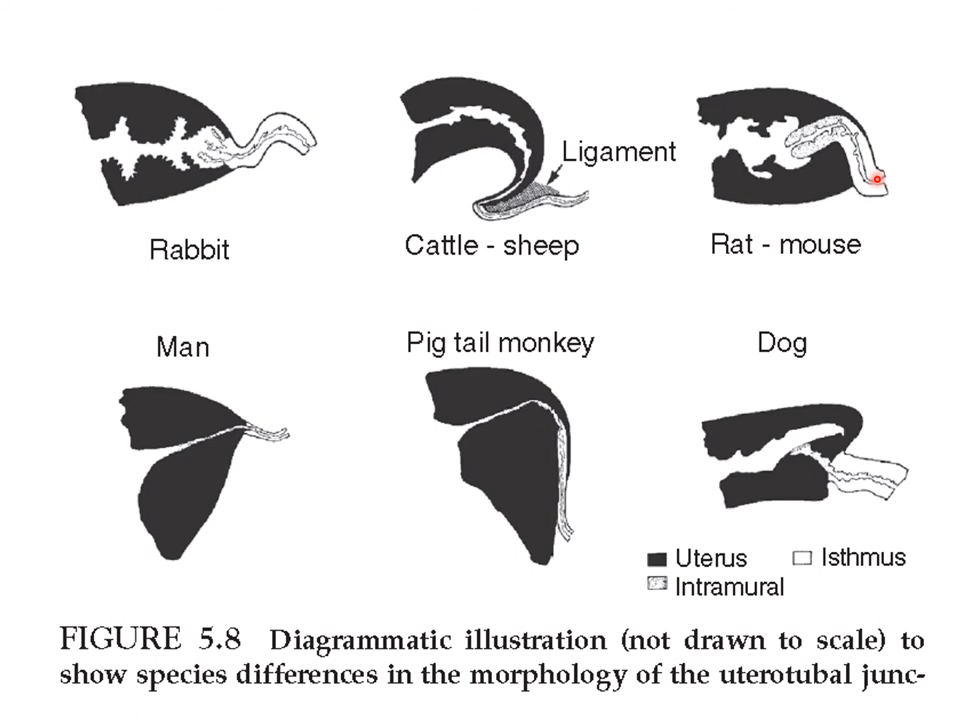 Ligament
Rabbit
Cattle - sheep
Rat - mouse
Man
Pig tail monkey
Dog
Uterus
Isthmus
Intramural
FIGURE 5.8 Diagrammatic illustration (not drawn to scale) to
show species differences in the morphology of the uterotubal junc-